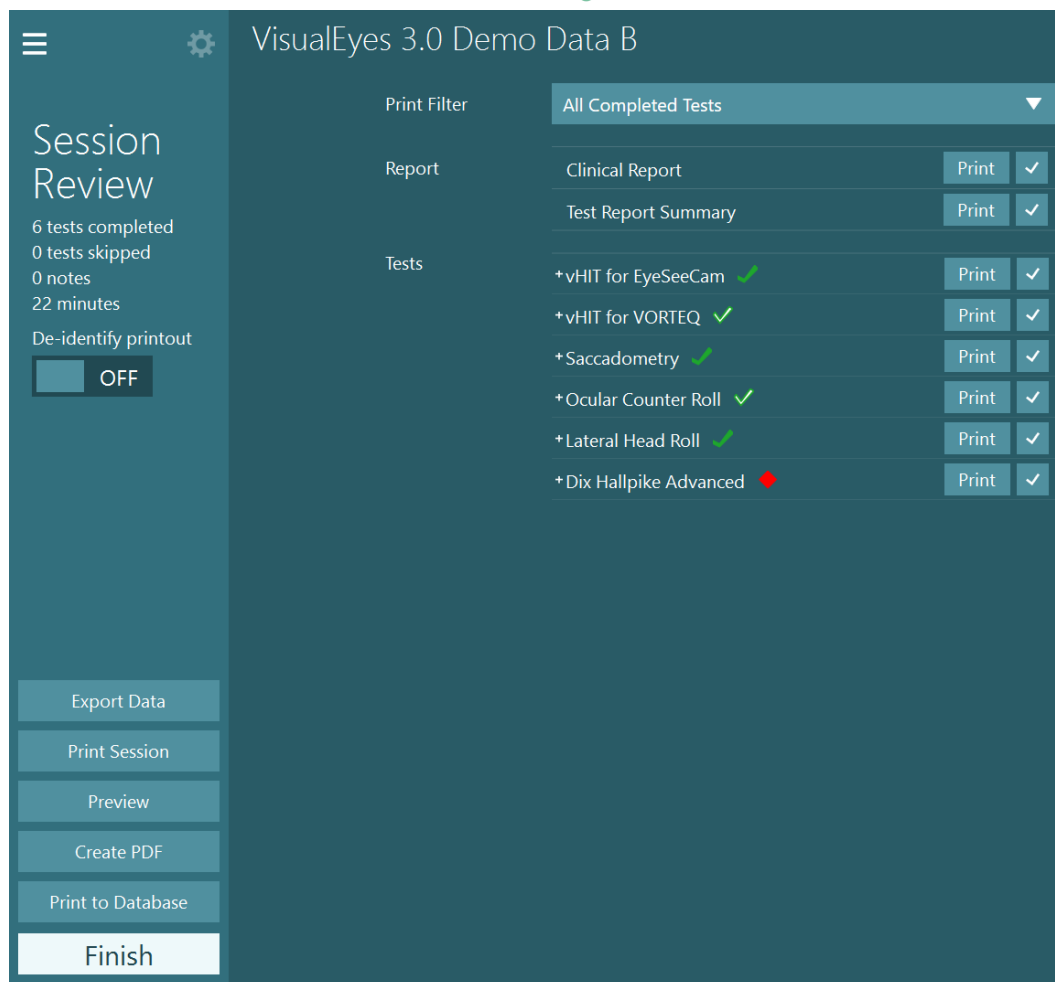 VisualEyes 3.0 Demo Data B
Session
Review
6 tests completed
0 tests skipped
0 notes
22 minutes
De-identify printout
OFF
Export Data
Print Session
Preview
Create PDF
Print to Database
Finish
Print Filter
All Completed Tests
Report
Clinical Report Print
Test Report Summary Print
Tests
+vHIT for EyeSeeCam Print
+vHIT for VORTEQ Print
+Saccadometry Print
+Ocular Counter Roll Print
+Lateral Head Roll Print
+Dix Hallpike Advanced Print